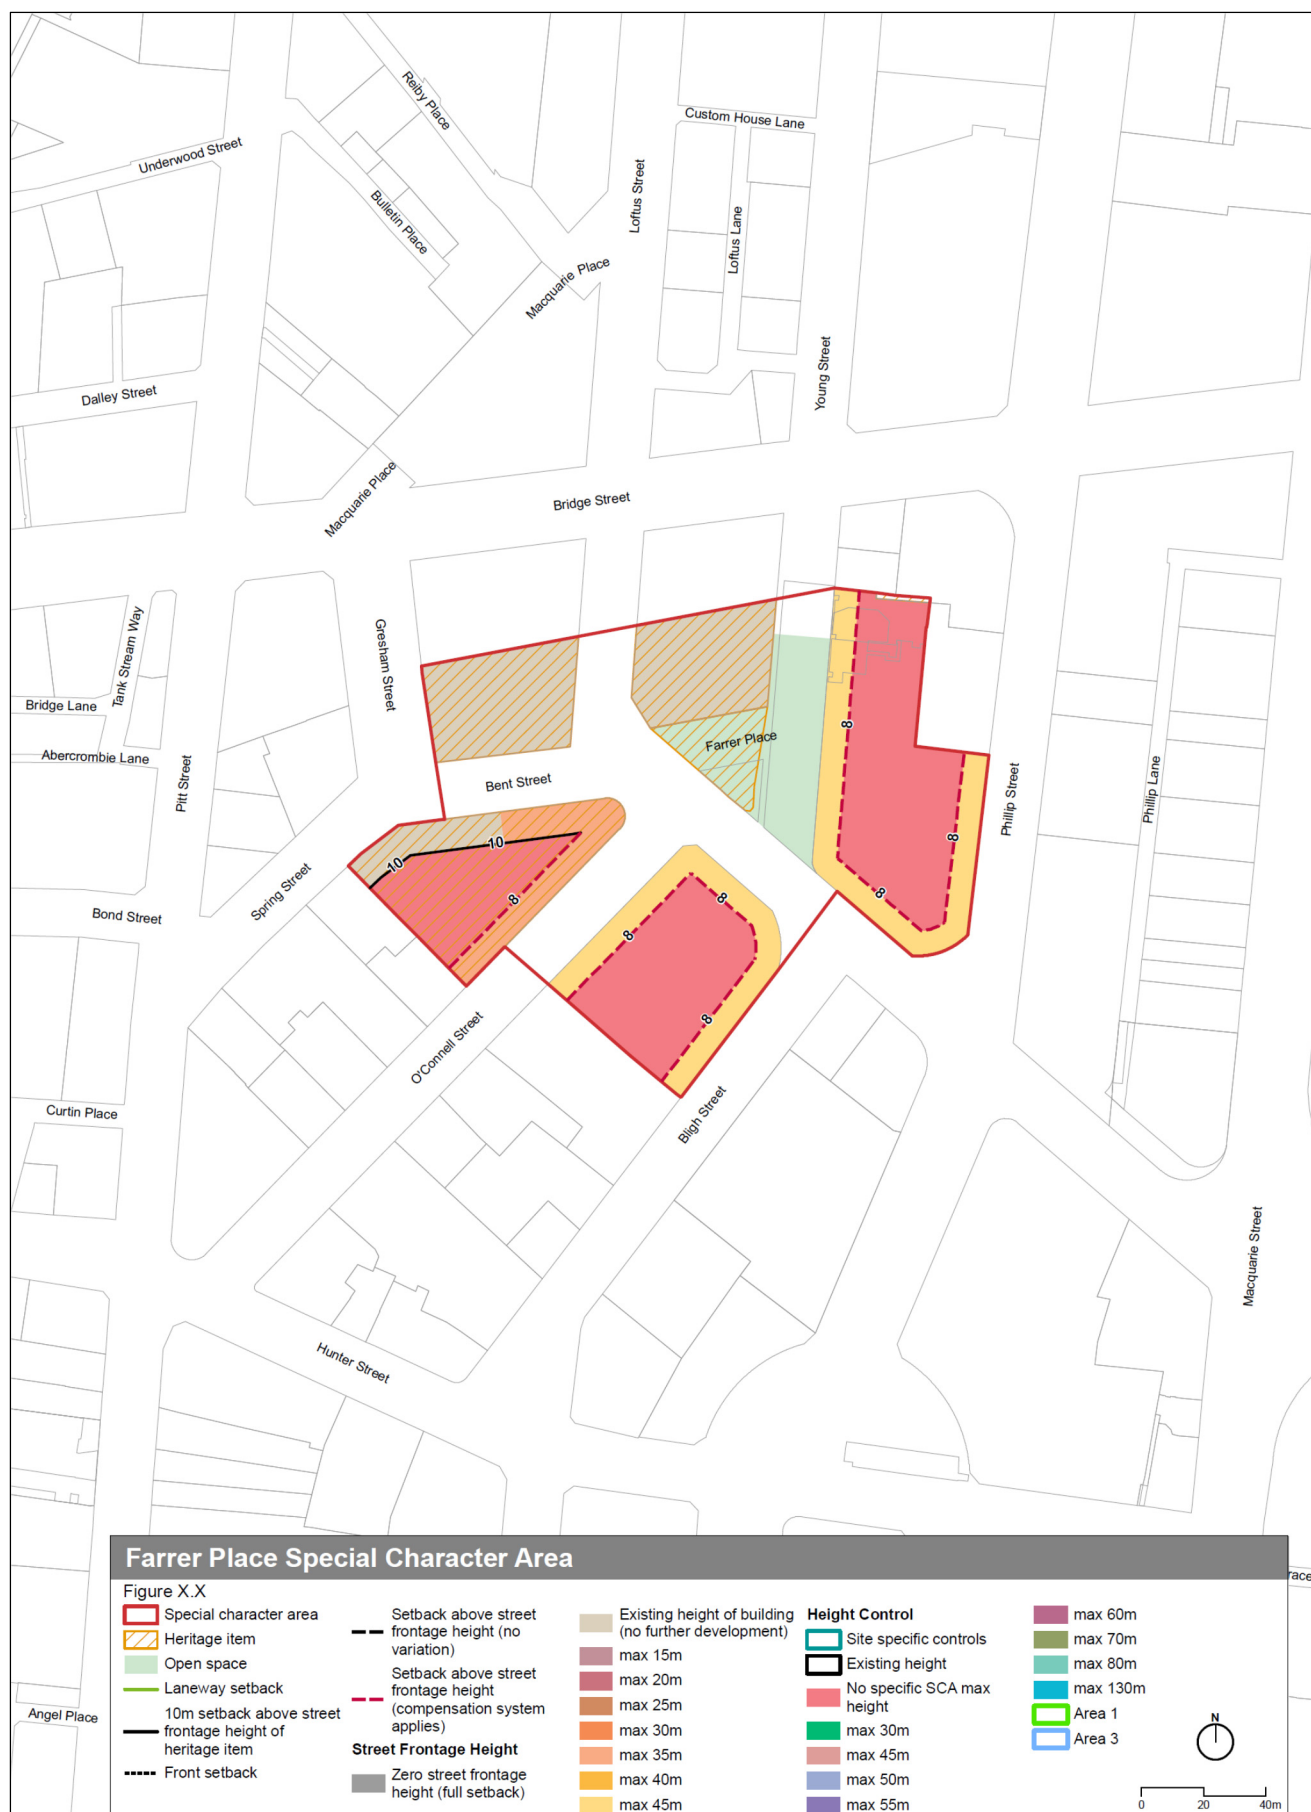 Reiby Place
Custom House Lane
Underwood Street
Loftus Street
Bulletin Place
Loftus Lane
Macquarie Place
Young Street
Dalley Street
Macquarie Place
Bridge Street
Tank Stream Way
Gresham Street
Bridge Lane
Abercrombie Lane
Farrer Place
8
Pitt Street
Bent Street
Phillip Street
Phillip Lane
8
10
10
Spring Street
8
8
8
8
Bond Street
8
8
O'Connell Street
Curtin Place
Bligh Street
Macquarie Street
Hunter Street
Angel Place
race
Farrer Place Special Character Area
Figure X.X
Special character area
Heritage item
Open space
Laneway setback
10m setback above street
frontage height of
heritage item
Front setback
Setback above street
frontage height (no
variation)
Setback above street
frontage height
(compensation system
applies)
Street Frontage Height
Zero street frontage
height (full setback)
Existing height of building
(no further development)
max 15m
max 20m
max 25m
max 30m
max 35m
max 40m
max 45m
Height Control
Site specific controls
Existing height
No specific SCA max
height
max 30m
max 45m
max 50m
max 55m
max 60m
max 70m
max 80m
max 130m
Area 1
Area 3
N
0 20 40m